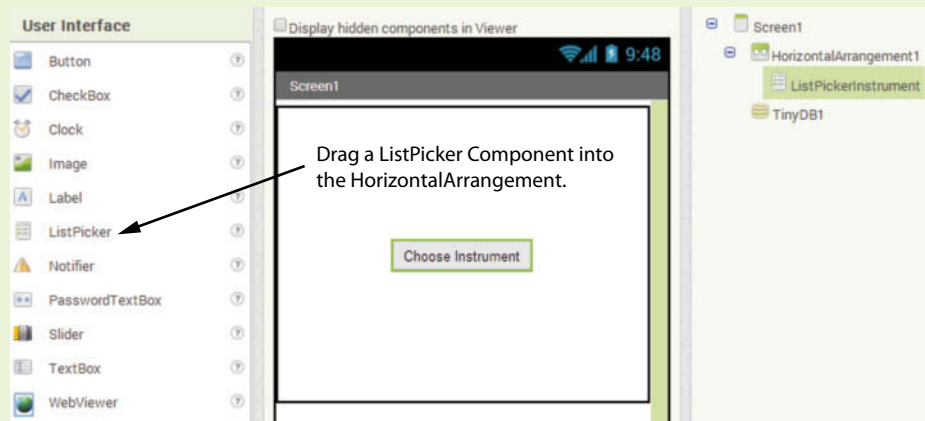 User Interface
Button
CheckBox
Clock
Image
Label
ListPicker
Notifier
PasswordTextBox
Slider
TextBox
WebViewer
Display hidden components in Viewer
9:48
Screen1
Drag a ListPicker Component into
the HorizontalArrangement.
Choose Instrument
Screen1
HorizontalArrangement1
ListPickerInstrument
TinyDB1